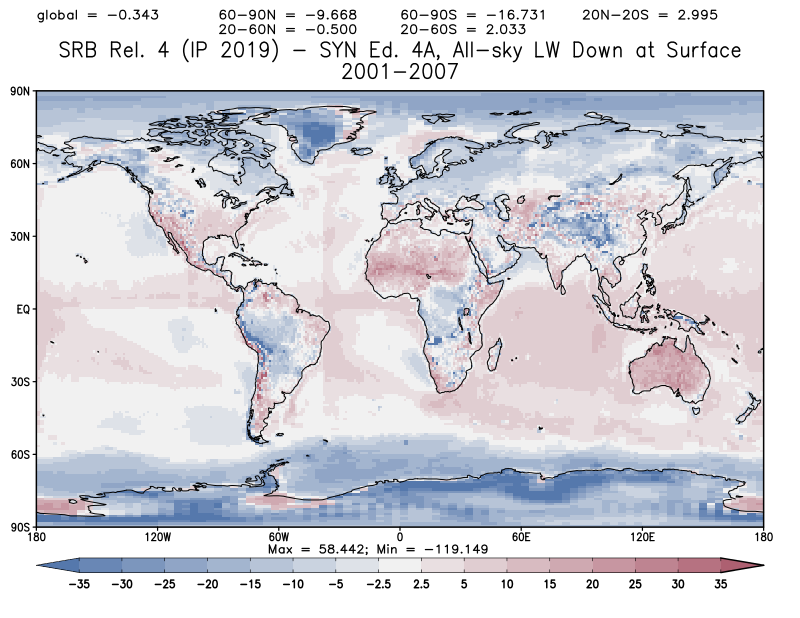 global = −0.343 60−90N = −9.668 60−90S = −16.731 20N−20S = 2.995
20−60N = −0.500 20−60S = 2.033
SRB Rel. 4 (IP 2019) − SYN Ed. 4A, All−sky LW Down at Surface
2001−2007
90N
60N
30N
EQ
30S
60S
90S
180 120W 60W 0 60E 120E 180
Max = 58.442; Min = −119.149
−35 −30 −25 −20 −15 −10 −5 −2.5 2.5 5 10 15 20 25 30 35